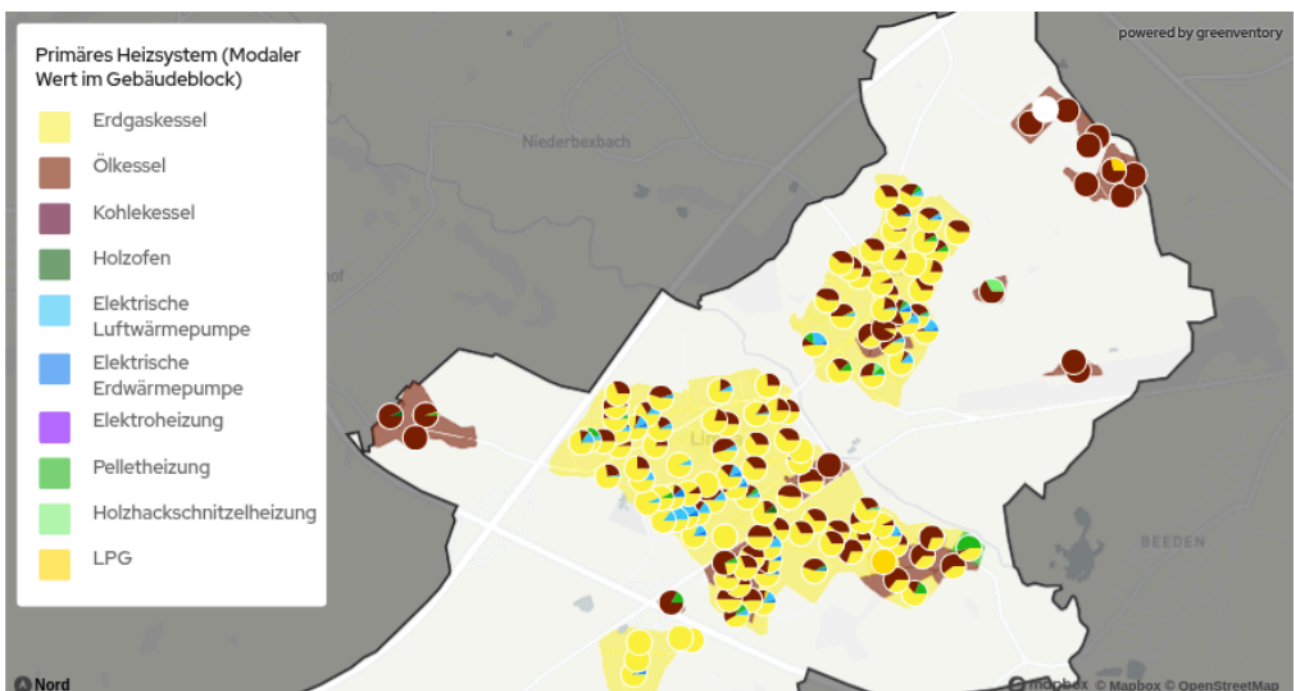 powered by greenventory
Primäres Heizsystem (Modaler
Wert im Gebäudeblock)
Erdgaskessel
Ölkessel
Kohlekessel
Holzofen
Elektrische
Luftwärmepumpe
Elektrische
Erdwärmepumpe
Elektroheizung
Pelletheizung
Holzhackschnitzelheizung
LPG
Niederbexbach
BEEDEN
Nord
mapbox © Mapbox © OpenStreetMap